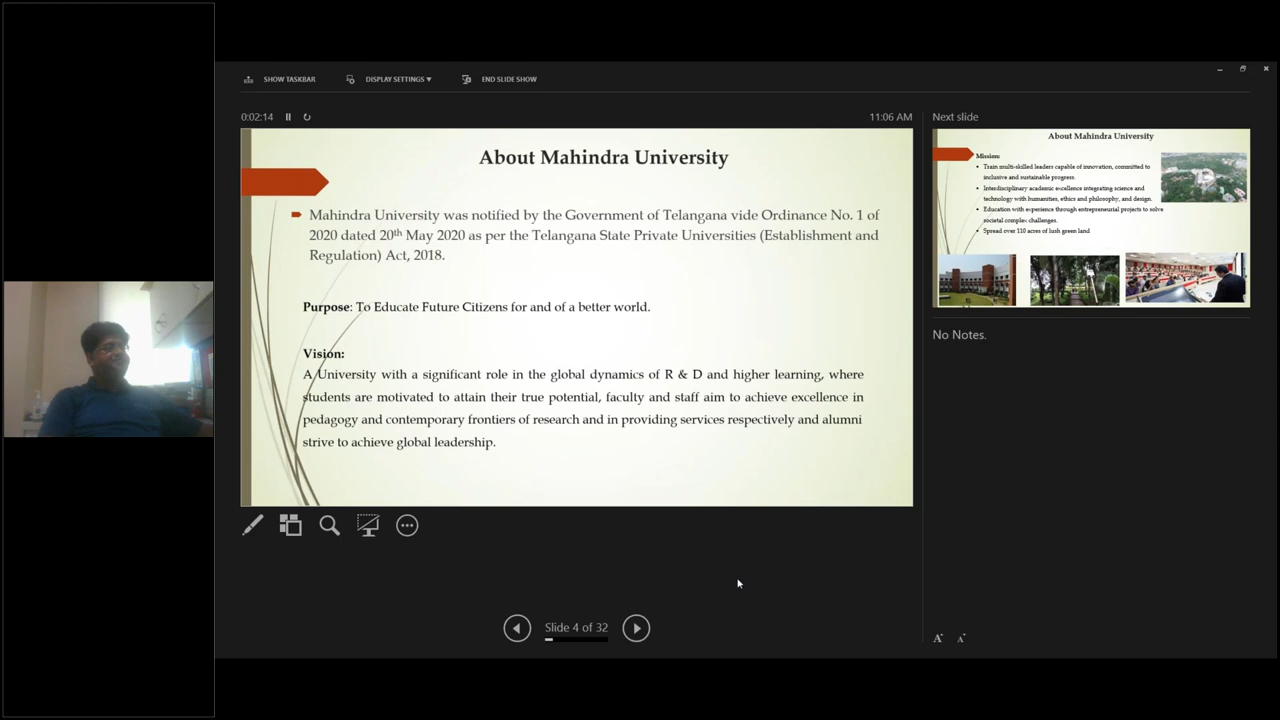 SHOW TASKBAR
DISPLAY SETTINGS
END SLIDE SHOW
0:02:14
11:06 AM
About Mahindra University
Mahindra University was notified by the Government of Telangana vide Ordinance No. 1 of
2020 dated 20th May 2020 as per the Telangana State Private Universities (Establishment and
Regulation) Act, 2018.
Purpose: To Educate Future Citizens for and of a better world.
Vision:
A University with a significant role in the global dynamics of R & D and higher learning, where
students are motivated to attain their true potential, faculty and staff aim to achieve excellence in
pedagogy and contemporary frontiers of research and in providing services respectively and alumni
strive to achieve global leadership.
Slide 4 of 32
Next slide
About Mahindra University
Mission:
Train multi-skilled leaders capable of innovation, committed to
inclusive and sustainable progress.
Interdisciplinary academic excellence integrating science and
technology with humanities, ethics and philosophy, and design.
Education with experience through entrepreneurial projects to solve
societal complex challenges.
Spread over 110 acres of lush green land
No Notes.
A
A